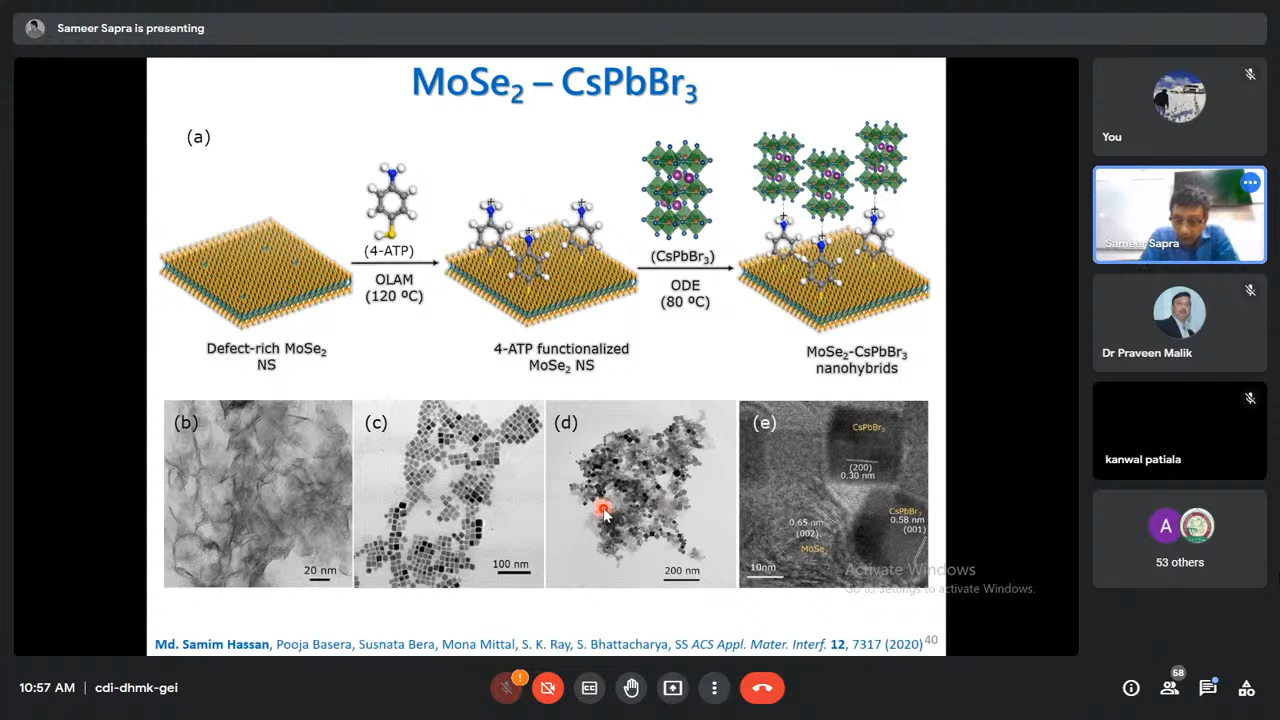 Sameer Sapra is presenting
MoSe2 – CsPbBr3
(a)
(4-ATP)
OLAM
(120 ºC)
(CsPbBr3)
ODE
(80 ºC)
Defect-rich MoSe2
NS
4-ATP functionalized
MoSe2 NS
MoSe2-CsPbBr3
nanohybrids
(b)
20 nm
(c)
100 nm
(d)
200 nm
(e)
CsPbBr3
(200)
0.30 nm
CsPbBr3
0.58 nm
(001)
0.65 nm
(002)
MoSe2
10nm
Activate Windows
Go to Settings to activate Windows.
Md. Samim Hassan, Pooja Basera, Susnata Bera, Mona Mittal, S. K. Ray, S. Bhattacharya, SS ACS Appl. Mater. Interf. 12, 7317 (2020)
40
You
Sameer Sapra
Dr Praveen Malik
kanwal patiala
A
53 others
10:57 AM | cdi-dhmk-gei
58